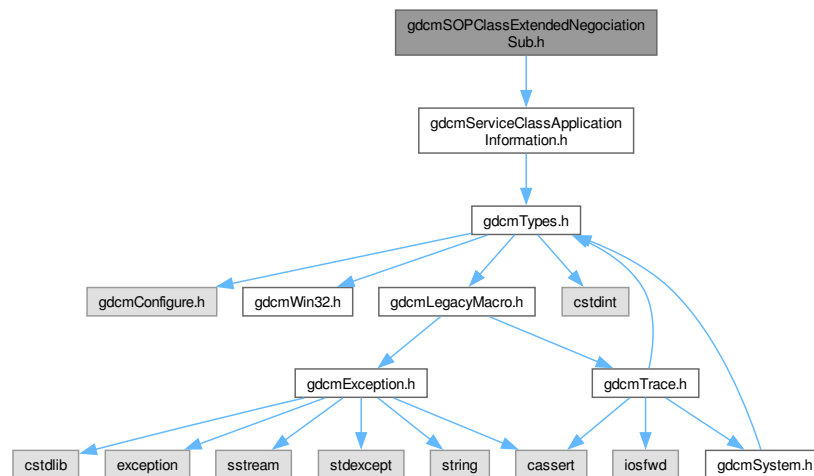 gdcmSOPClassExtendedNegociation
Sub.h
gdcmServiceClassApplication
Information.h
gdcmTypes.h
gdcmConfigure.h
gdcmWin32.h
gdcmLegacyMacro.h
cstdint
gdcmException.h
gdcmTrace.h
cstdlib
exception
sstream
stdexcept
string
cassert
iosfwd
gdcmSystem.h